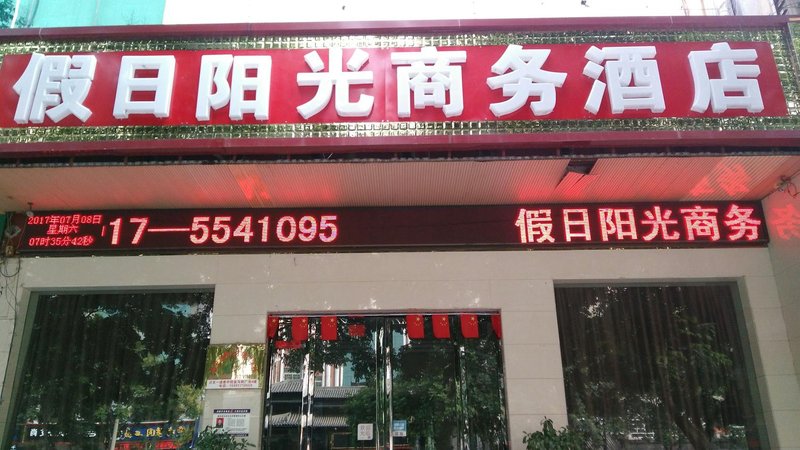 假日阳光商务酒店
2017年07月08日
星期六
07时35分42秒
17——5541095
假日阳光商务